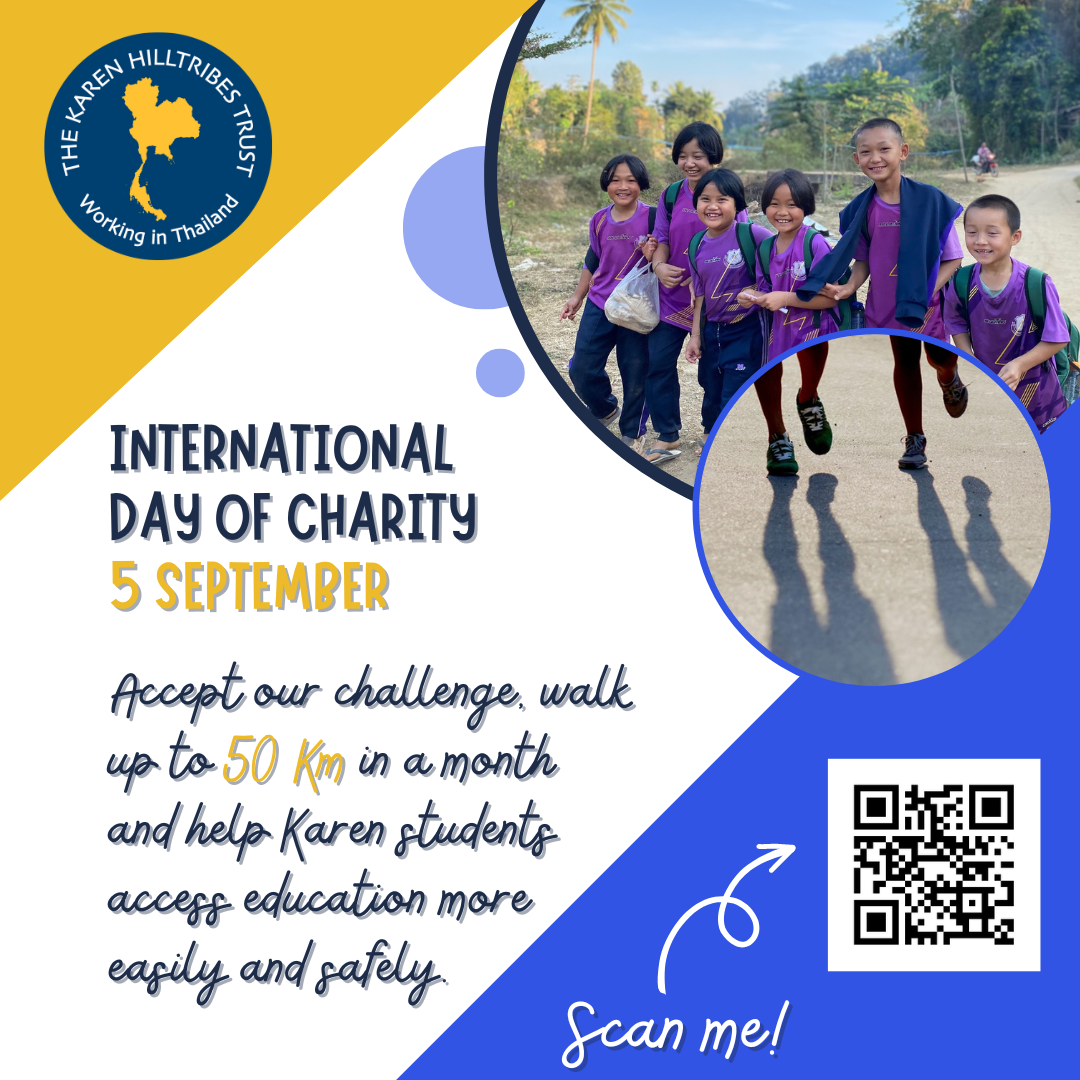 THE KAREN HILLTRIBES TRUST
Working in Thailand
INTERNATIONAL
DAY OF CHARITY
5 SEPTEMBER
Accept our challenge, walk
up to 50 Km in a month
and help Karen students
access education more
easily and safely.
Scan me!